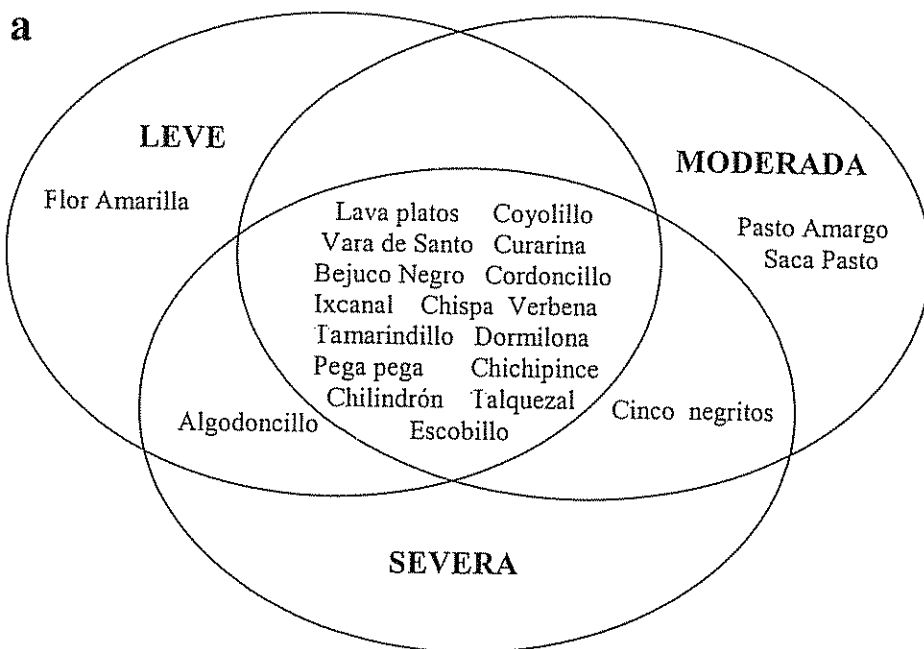 a
LEVE
MODERADA
Flor Amarilla
Pasto Amargo
Saca Pasto
Lava platos Coyolillo
Vara de Santo Curarina
Bejuco Negro Cordoncillo
Ixcanal Chispa Verbena
Tamarindillo Dormilona
Pega pega Chichipince
Chilindrón Talquezal
Escobillo
Algodoncillo
Cinco negritos
SEVERA